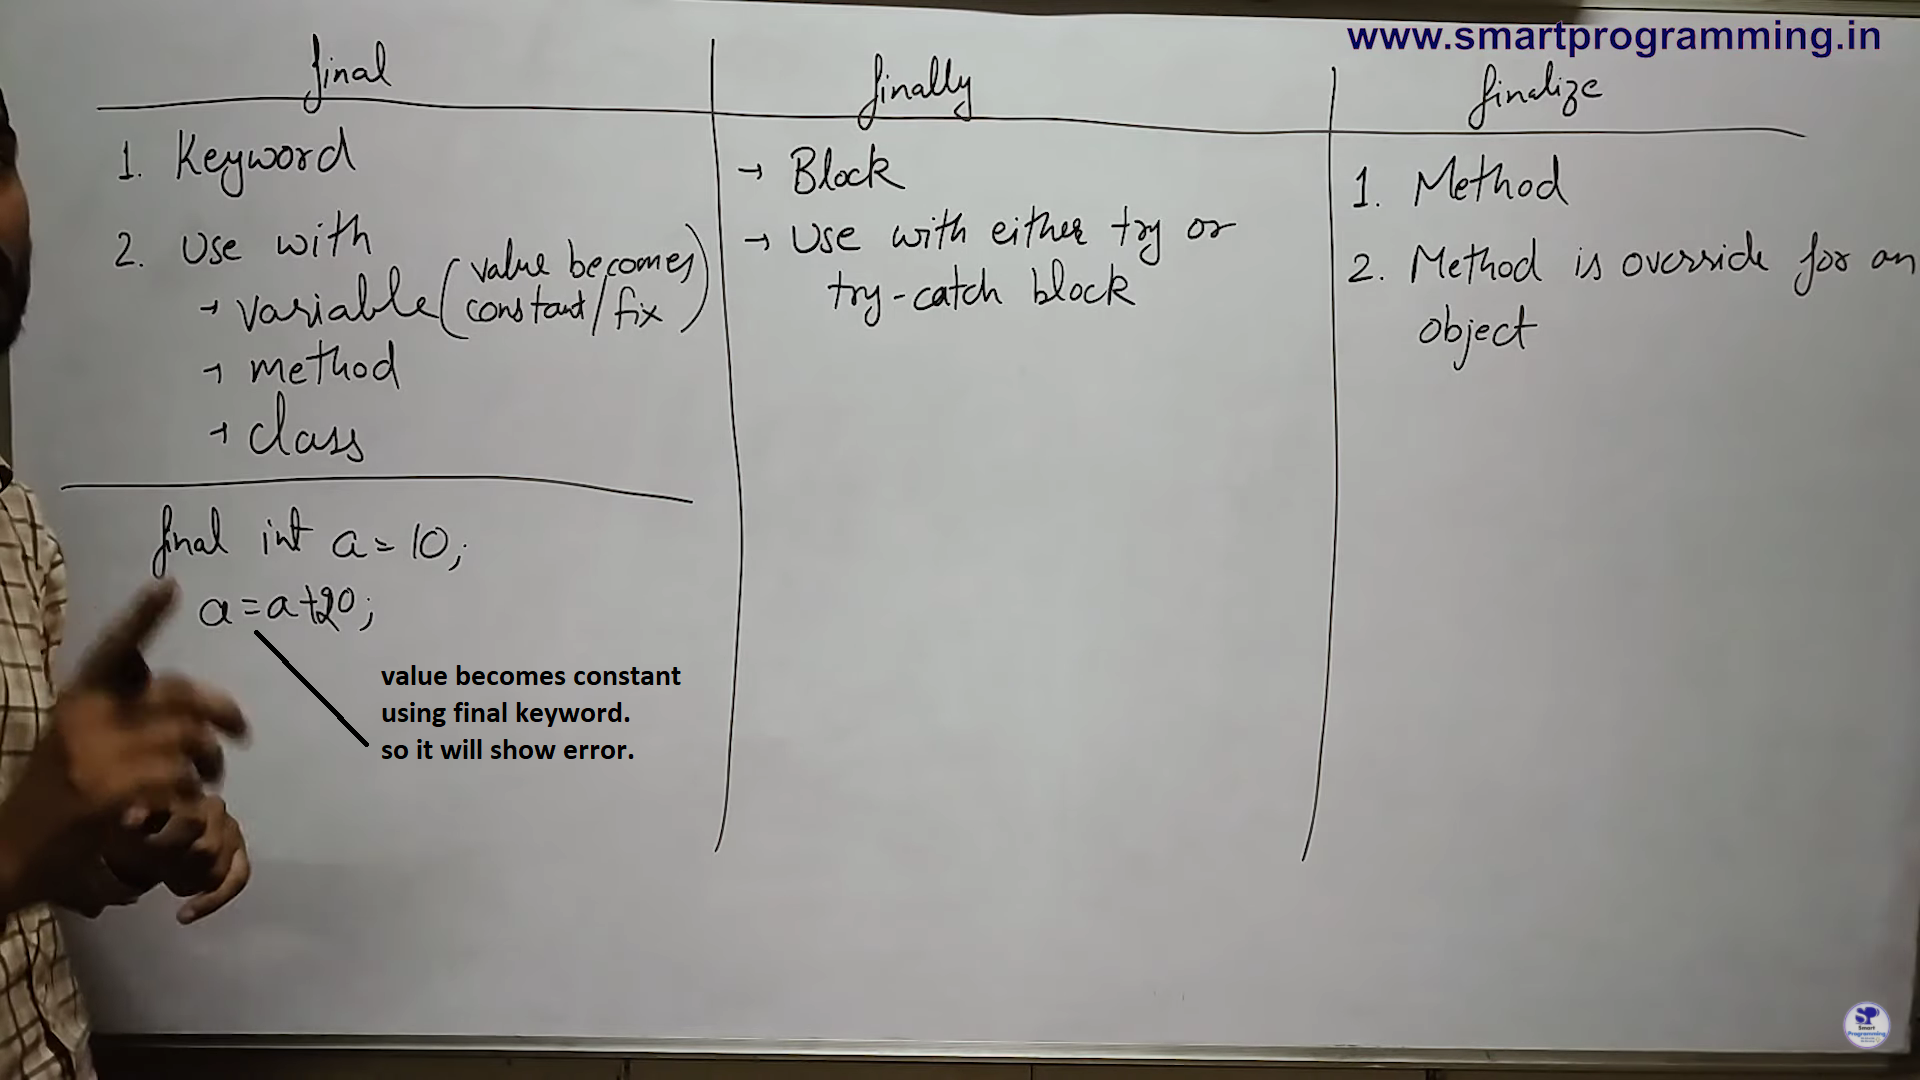 www.smartprogramming.in
final
1. Keyword
2. Use with
→ variable (value becomes
constant/fix)
→ method
→ class
final int a = 10;
a = a+20;
value becomes constant
using final keyword.
so it will show error.
finally
→ Block
→ Use with either try or
try-catch block
finalize
1. Method
2. Method is override for an
object
SP
Smart
Programming